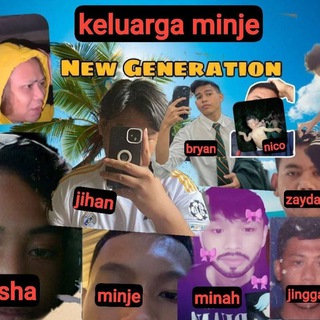 keluarga minje
New Generation
bryan
nico
jihan
zayda
sha
minje
minah
jingga